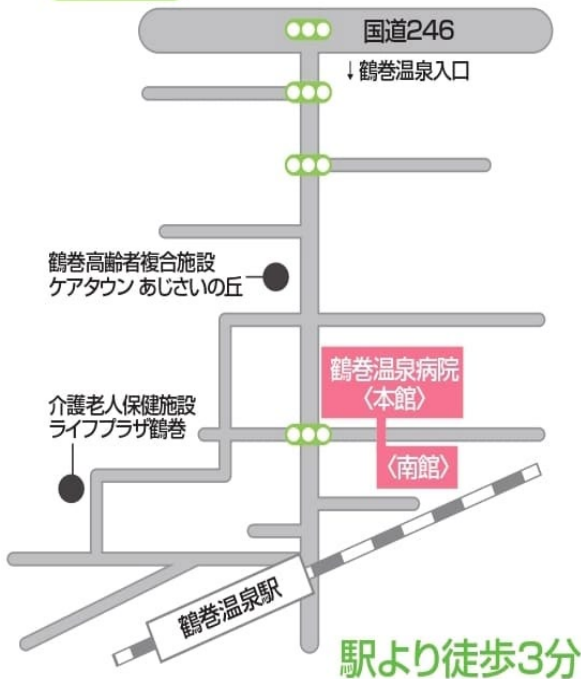 国道246
↓鶴巻温泉入口
鶴巻高齢者複合施設
ケアタウン あじさいの丘
鶴巻温泉病院
〈本館〉
介護老人保健施設
ライフプラザ鶴巻
〈南館〉
鶴巻温泉駅
駅より徒歩3分